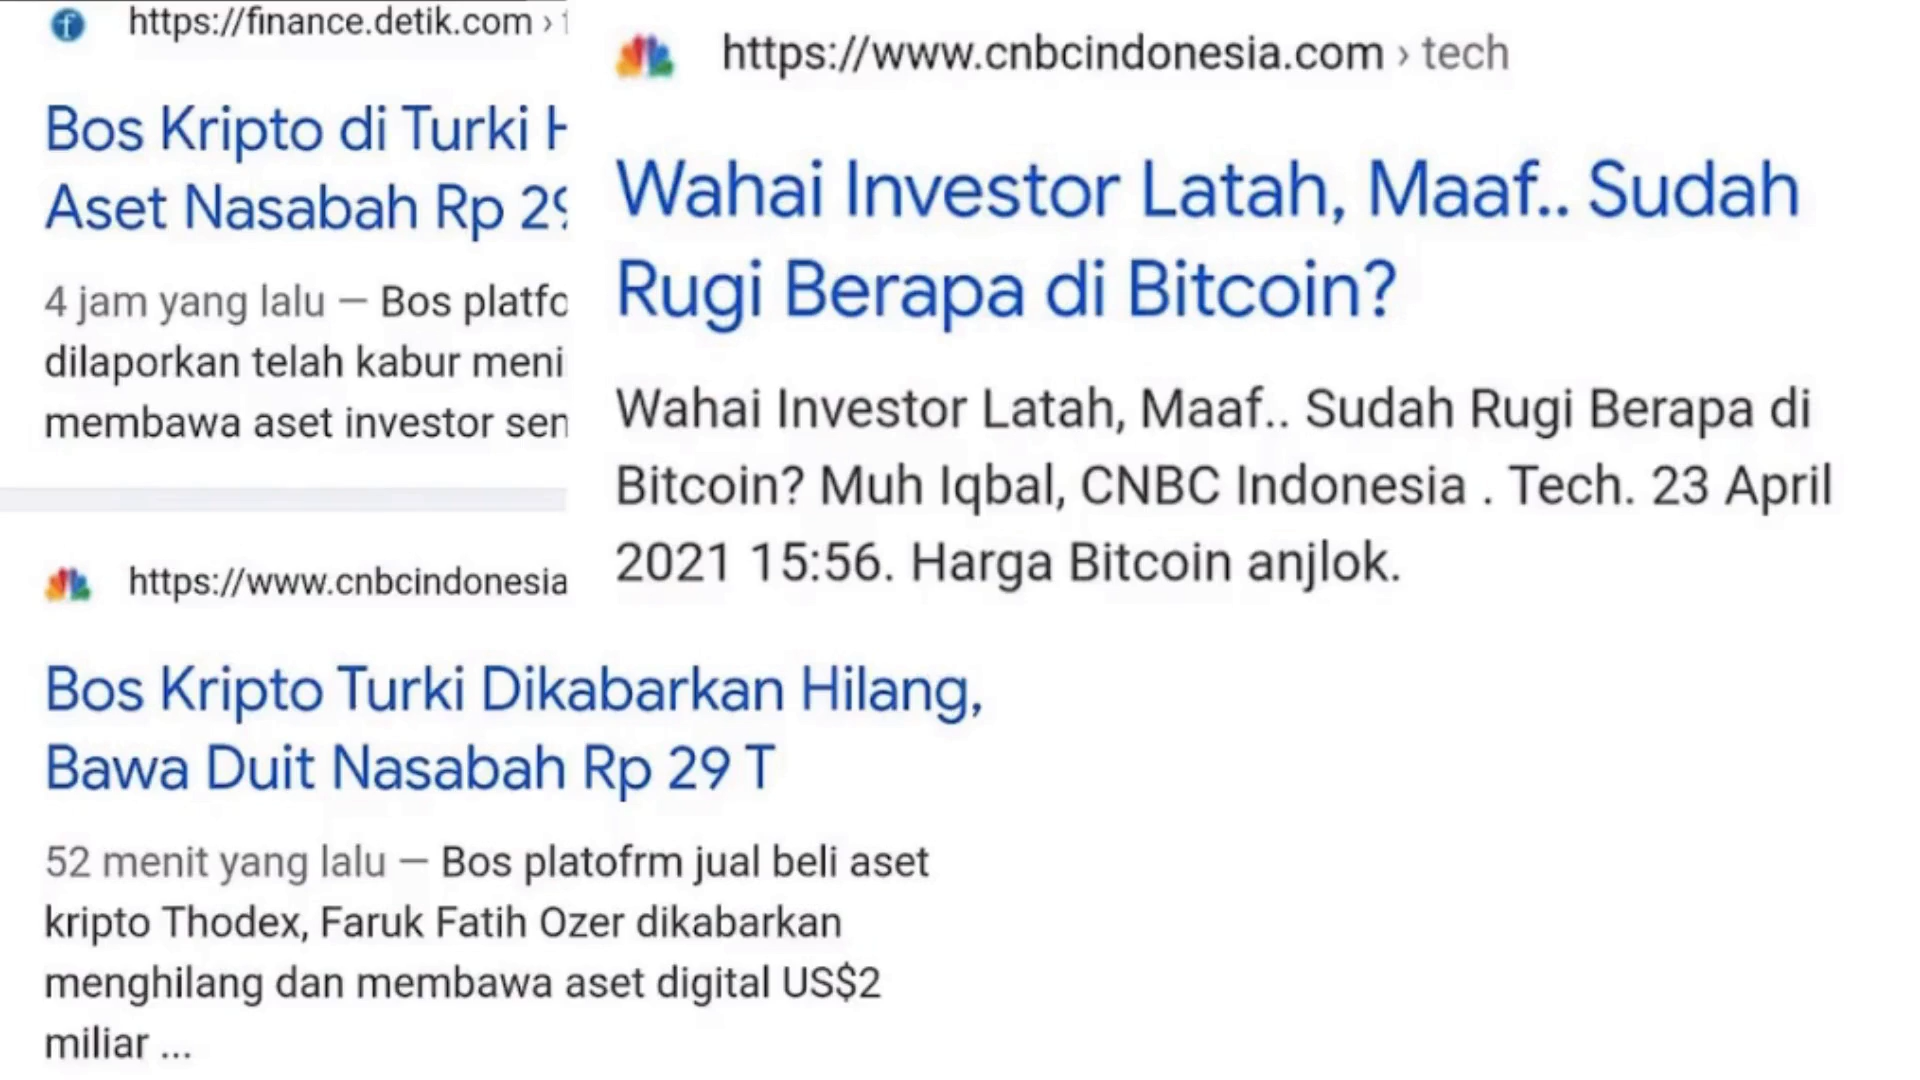 https://finance.detik.com ›
Bos Kripto di Turki
Aset Nasabah Rp
4 jam yang lalu — Bos
dilaporkan telah kabur
membawa aset investor
https://www.cnbcindonesia
Bos Kripto Turki Dikabarkan Hilang,
Bawa Duit Nasabah Rp 29 T
52 menit yang lalu — Bos platofrm jual beli aset
kripto Thodex, Faruk Fatih Ozer dikabarkan
menghilang dan membawa aset digital US$2
miliar ...
https://www.cnbcindonesia.com › tech
Wahai Investor Latah, Maaf.. Sudah
Rugi Berapa di Bitcoin?
Wahai Investor Latah, Maaf.. Sudah Rugi Berapa di
Bitcoin? Muh Iqbal, CNBC Indonesia . Tech. 23 April
2021 15:56. Harga Bitcoin anjlok.